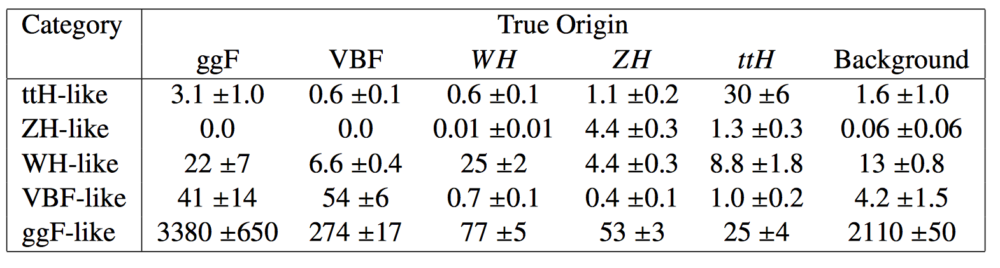 Category True Origin
ggF VBF WH ZH ttH Background
ttH-like 3.1 ±1.0 0.6 ±0.1 0.6 ±0.1 1.1 ±0.2 30 ±6 1.6 ±1.0
ZH-like 0.0 0.0 0.01 ±0.01 4.4 ±0.3 1.3 ±0.3 0.06 ±0.06
WH-like 22 ±7 6.6 ±0.4 25 ±2 4.4 ±0.3 8.8 ±1.8 13 ±0.8
VBF-like 41 ±14 54 ±6 0.7 ±0.1 0.4 ±0.1 1.0 ±0.2 4.2 ±1.5
ggF-like 3380 ±650 274 ±17 77 ±5 53 ±3 25 ±4 2110 ±50